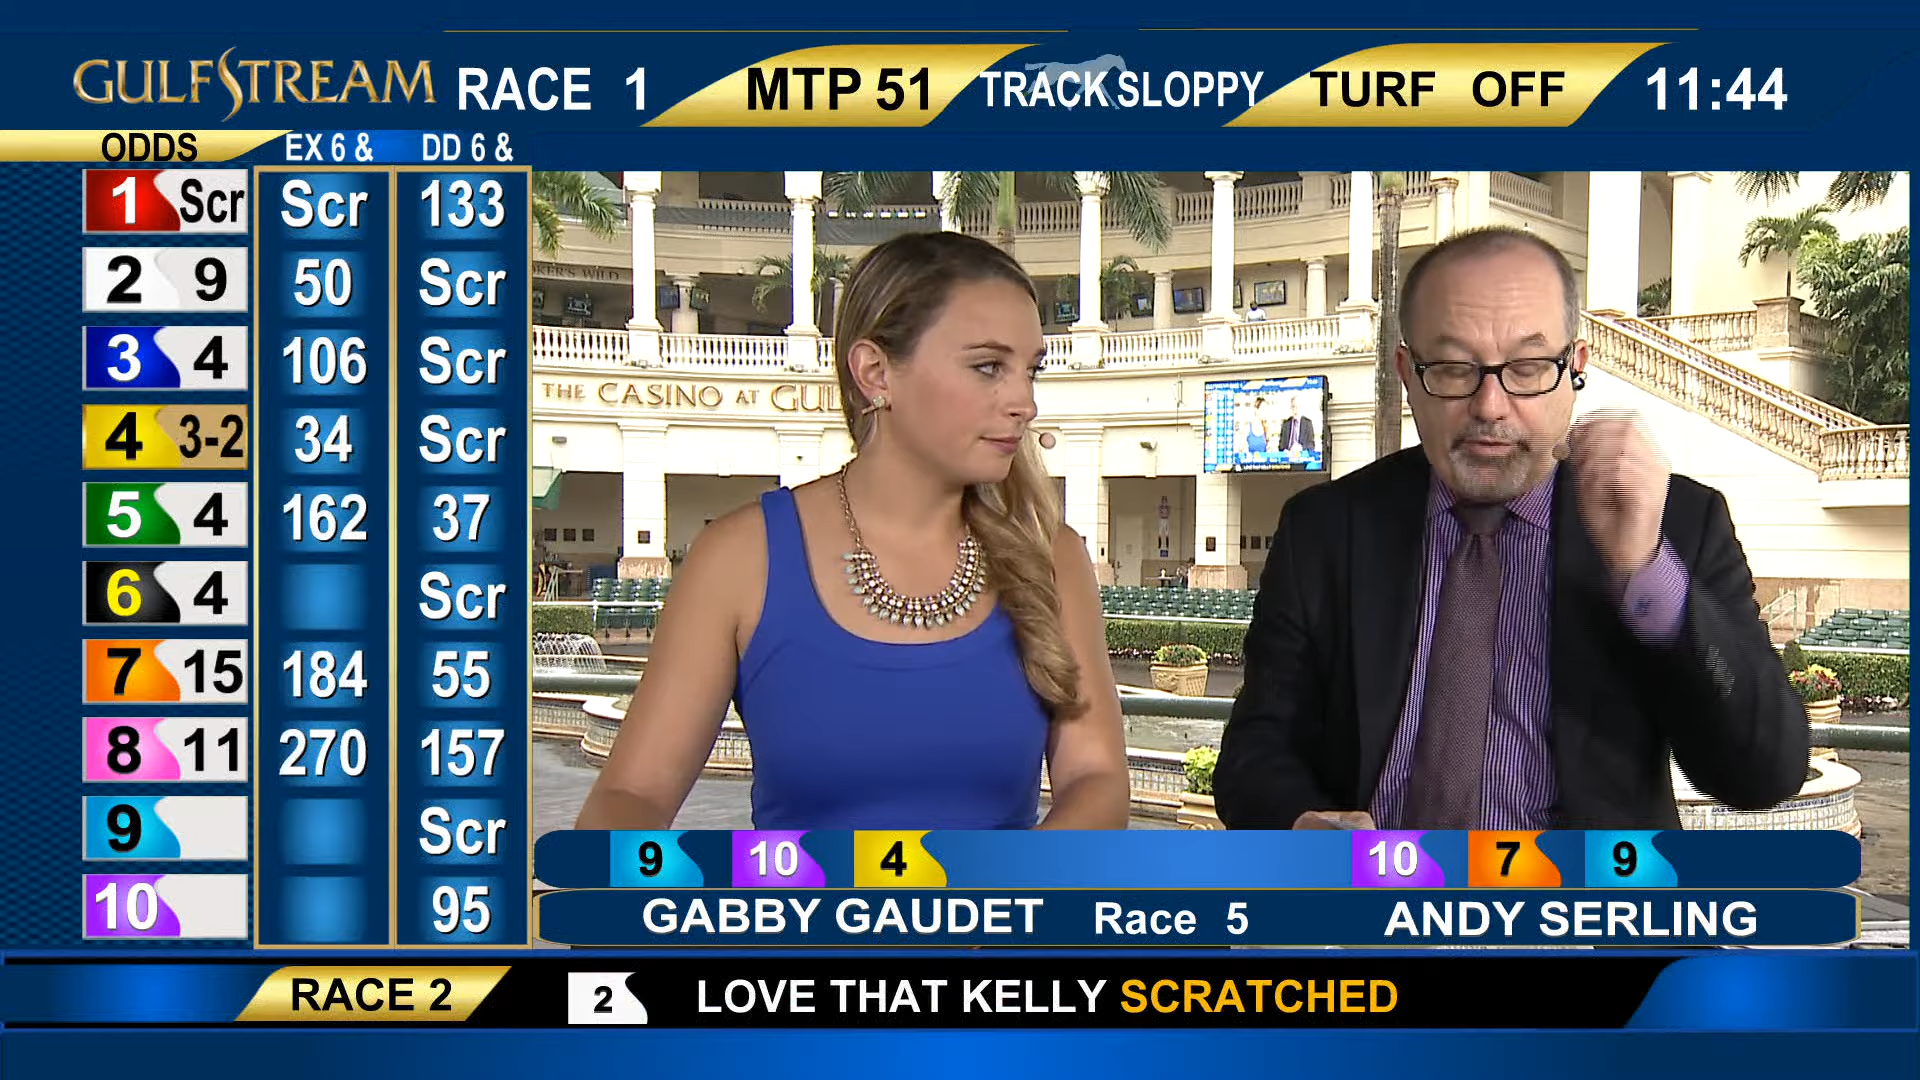 GULFSTREAM RACE 1 MTP 51 TRACK SLOPPY TURF OFF 11:44
ODDS EX 6 & DD 6 &
1 Scr Scr 133
2 9 50 Scr
3 4 106 Scr
4 3-2 34 Scr
5 4 162 37
6 4 Scr
7 15 184 55
8 11 270 157
9 Scr
10 95
THE CASINO AT GUL
9 10 4 10 7 9
GABBY GAUDET Race 5 ANDY SERLING
RACE 2 2 LOVE THAT KELLY SCRATCHED